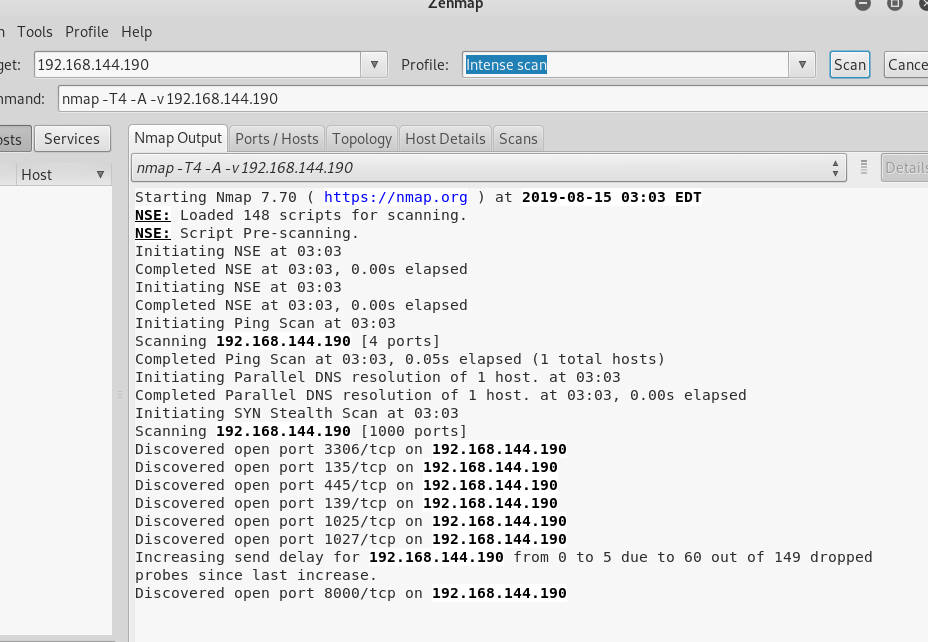 Zenmap
n Tools Profile Help
get: 192.168.144.190 Profile: Intense scan Scan Cance
mmand: nmap -T4 -A -v 192.168.144.190
osts Services Nmap Output Ports / Hosts Topology Host Details Scans
Host nmap -T4 -A -v 192.168.144.190 Details
Starting Nmap 7.70 ( https://nmap.org ) at 2019-08-15 03:03 EDT
NSE: Loaded 148 scripts for scanning.
NSE: Script Pre-scanning.
Initiating NSE at 03:03
Completed NSE at 03:03, 0.00s elapsed
Initiating NSE at 03:03
Completed NSE at 03:03, 0.00s elapsed
Initiating Ping Scan at 03:03
Scanning 192.168.144.190 [4 ports]
Completed Ping Scan at 03:03, 0.05s elapsed (1 total hosts)
Initiating Parallel DNS resolution of 1 host. at 03:03
Completed Parallel DNS resolution of 1 host. at 03:03, 0.00s elapsed
Initiating SYN Stealth Scan at 03:03
Scanning 192.168.144.190 [1000 ports]
Discovered open port 3306/tcp on 192.168.144.190
Discovered open port 135/tcp on 192.168.144.190
Discovered open port 445/tcp on 192.168.144.190
Discovered open port 139/tcp on 192.168.144.190
Discovered open port 1025/tcp on 192.168.144.190
Discovered open port 1027/tcp on 192.168.144.190
Increasing send delay for 192.168.144.190 from 0 to 5 due to 60 out of 149 dropped
probes since last increase.
Discovered open port 8000/tcp on 192.168.144.190